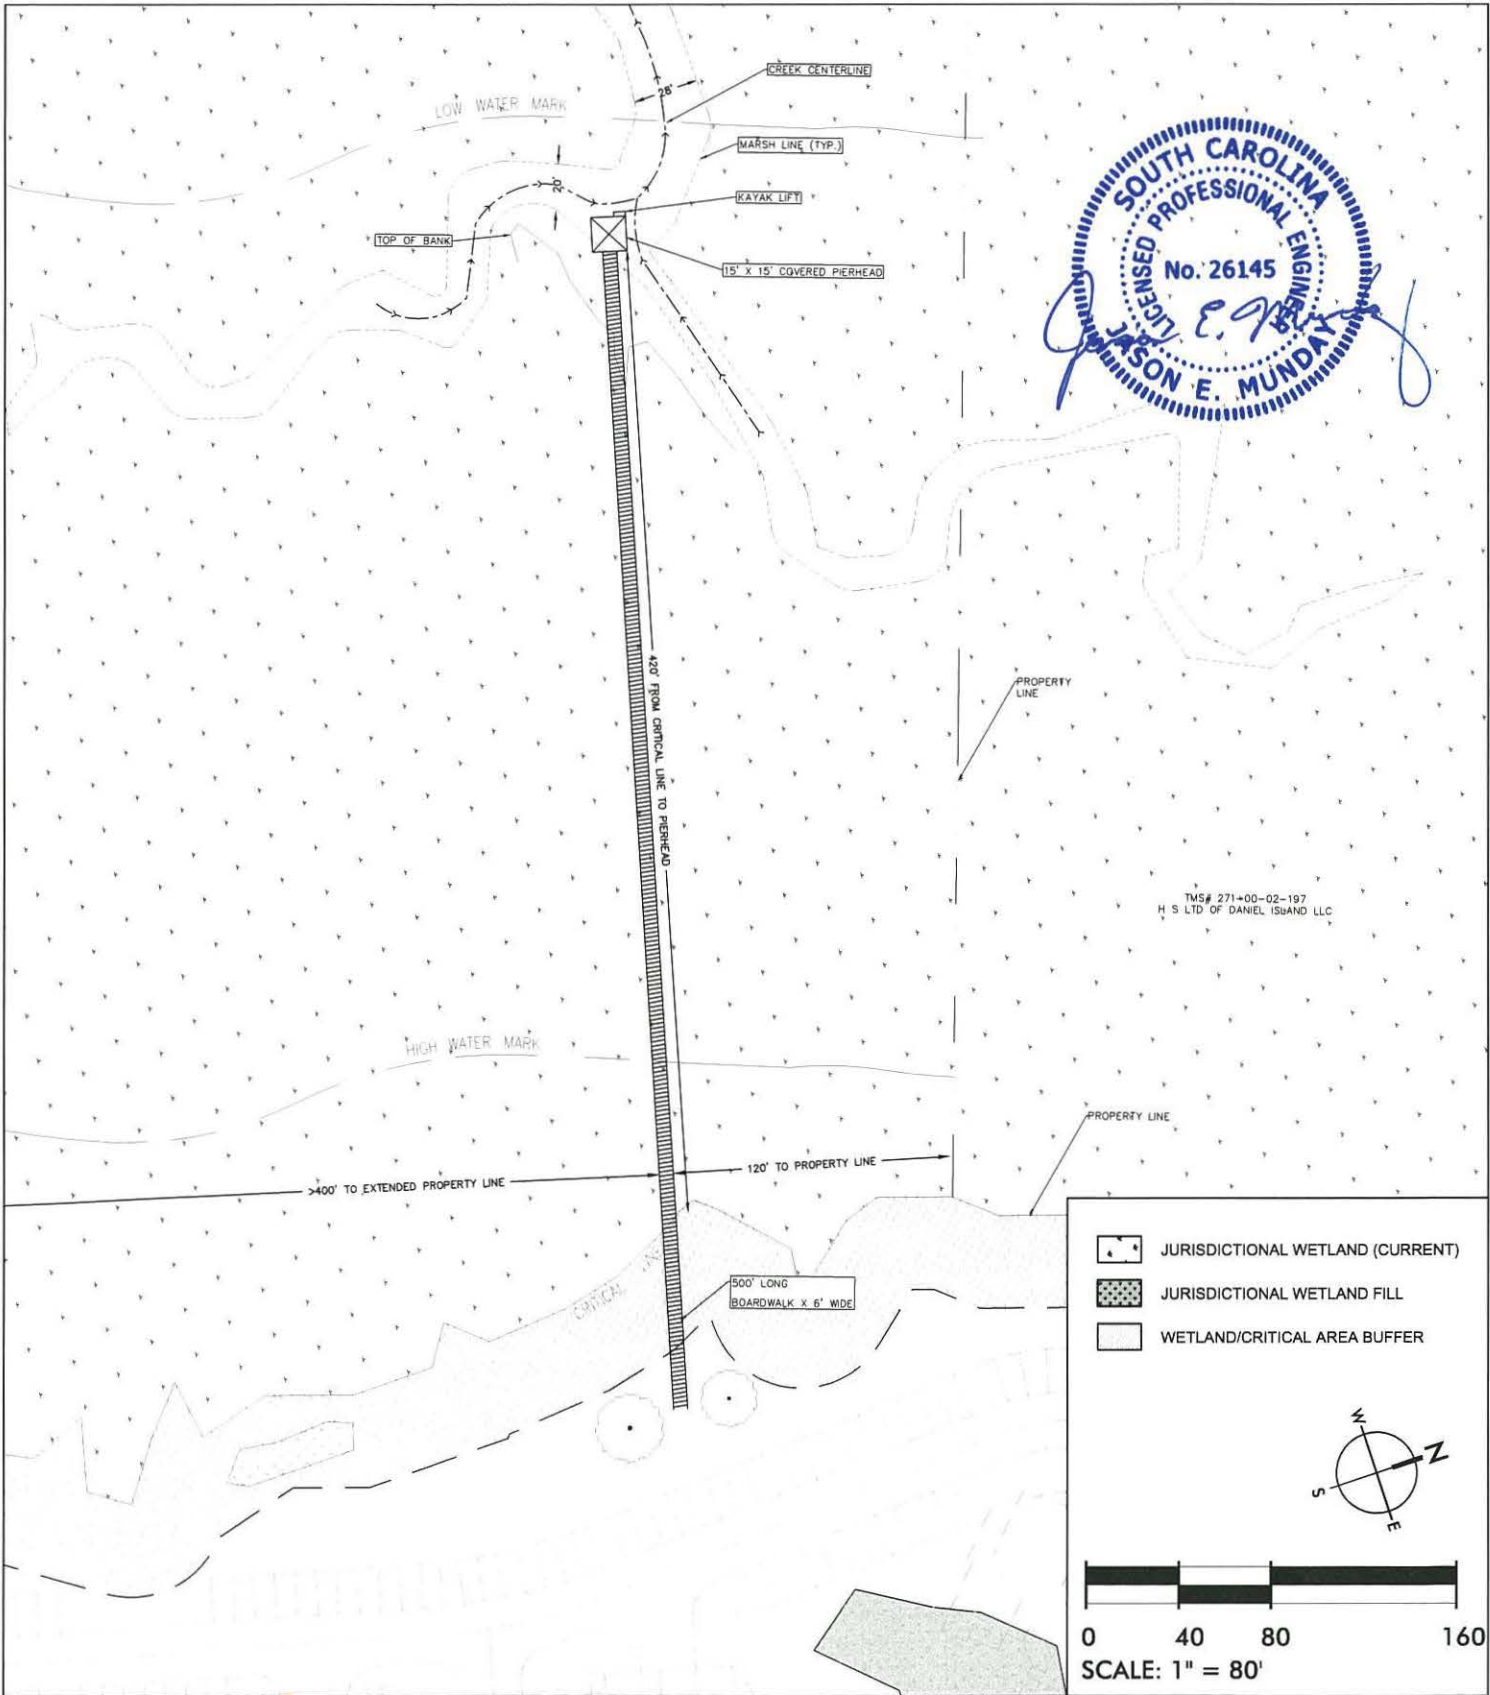 CREEK CENTERLINE
28'
LOW WATER MARK
MARSH LINE (TYP.)
20'
KAYAK LIFT
TOP OF BANK
15' X 15' COVERED PIERHEAD
SOUTH CAROLINA
LICENSED PROFESSIONAL ENGINEER
No. 26145
JASON E. MUNDAY
420' FROM CRITICAL LINE TO PIERHEAD
PROPERTY
LINE
TMS# 271-00-02-197
H S LTD OF DANIEL ISLAND LLC
HIGH WATER MARK
PROPERTY LINE
>400' TO EXTENDED PROPERTY LINE
120' TO PROPERTY LINE
CRITICAL LINE
500' LONG
BOARDWALK X 6' WIDE
JURISDICTIONAL WETLAND (CURRENT)
JURISDICTIONAL WETLAND FILL
WETLAND/CRITICAL AREA BUFFER
W
N
S
E
0 40 80 160
SCALE: 1" = 80'